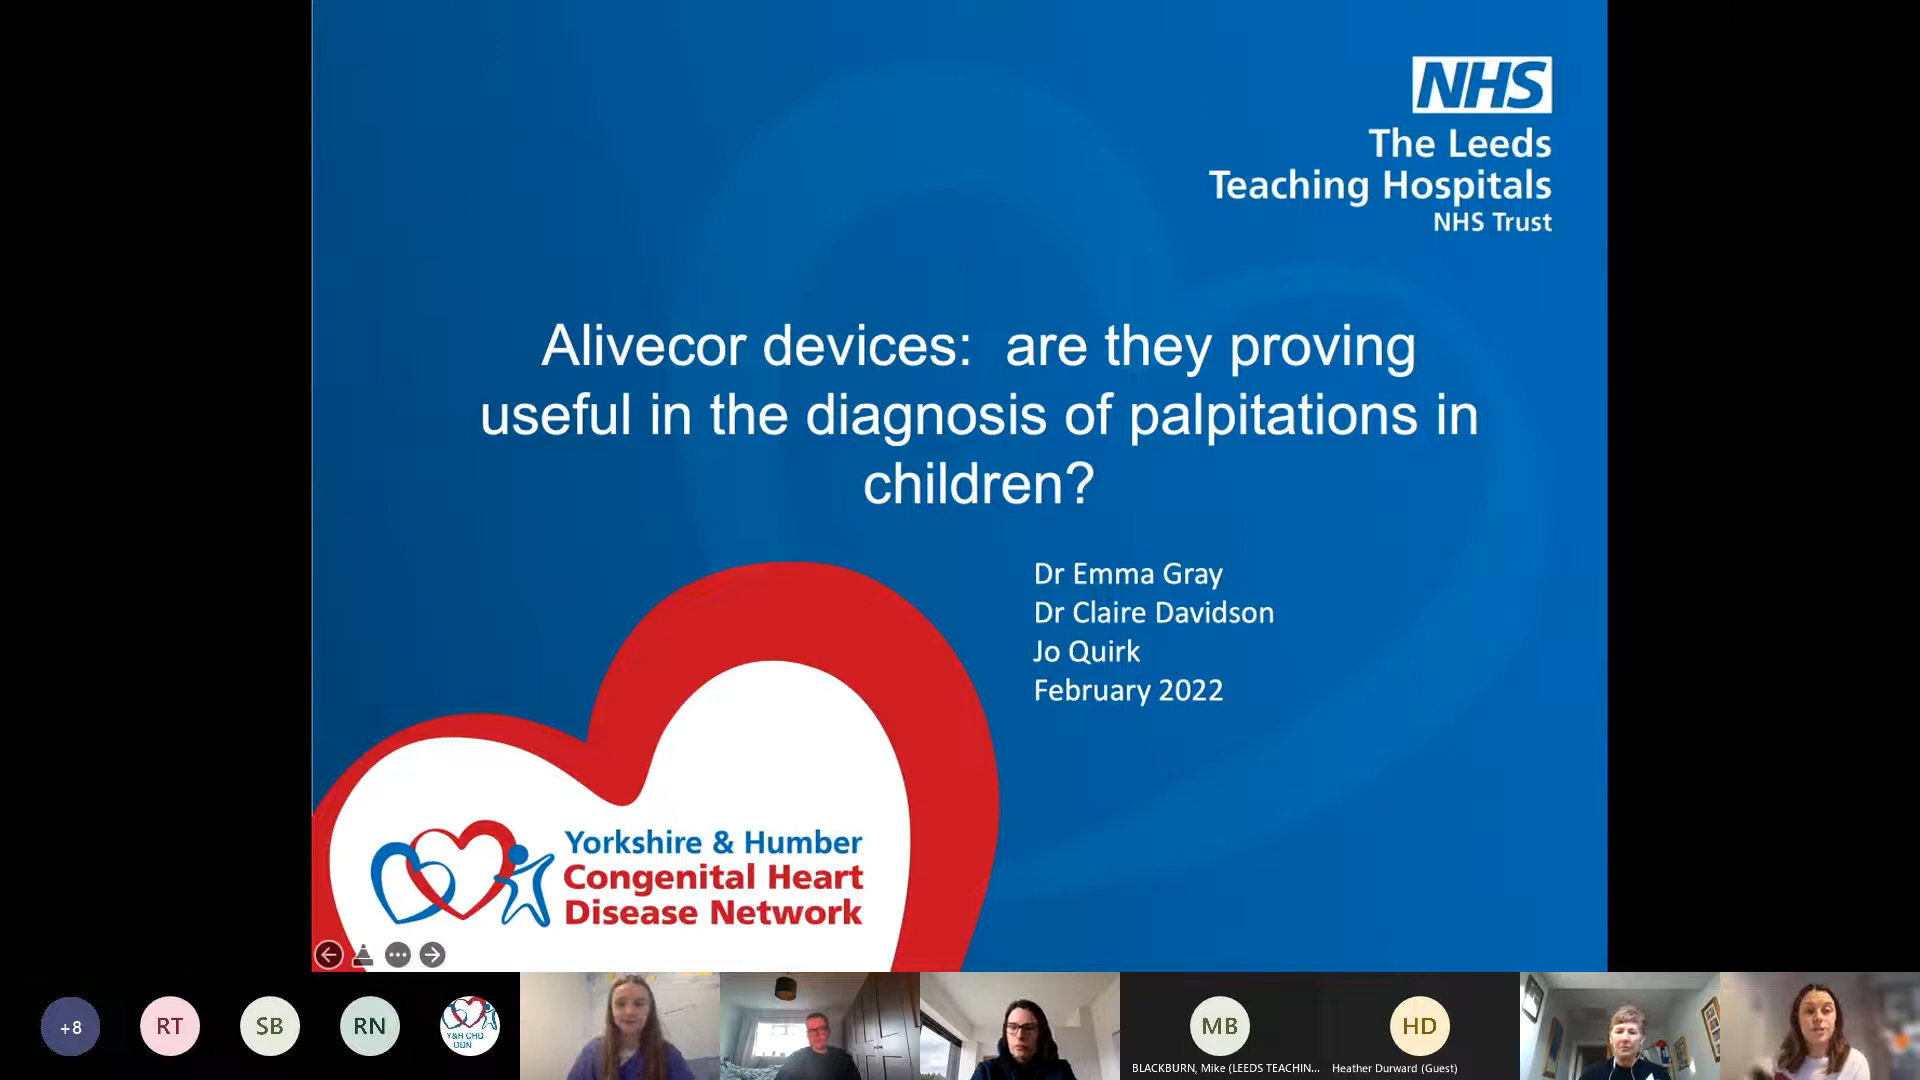 NHS
The Leeds
Teaching Hospitals
NHS Trust
Alivecor devices:  are they proving
useful in the diagnosis of palpitations in
children?
Dr Emma Gray
Dr Claire Davidson
Jo Quirk
February 2022
Yorkshire & Humber
Congenital Heart
Disease Network
+8
RT
SB
RN
Y&H CHD
ODN
MB
BLACKBURN, Mike (LEEDS TEACHIN...
HD
Heather Durward (Guest)